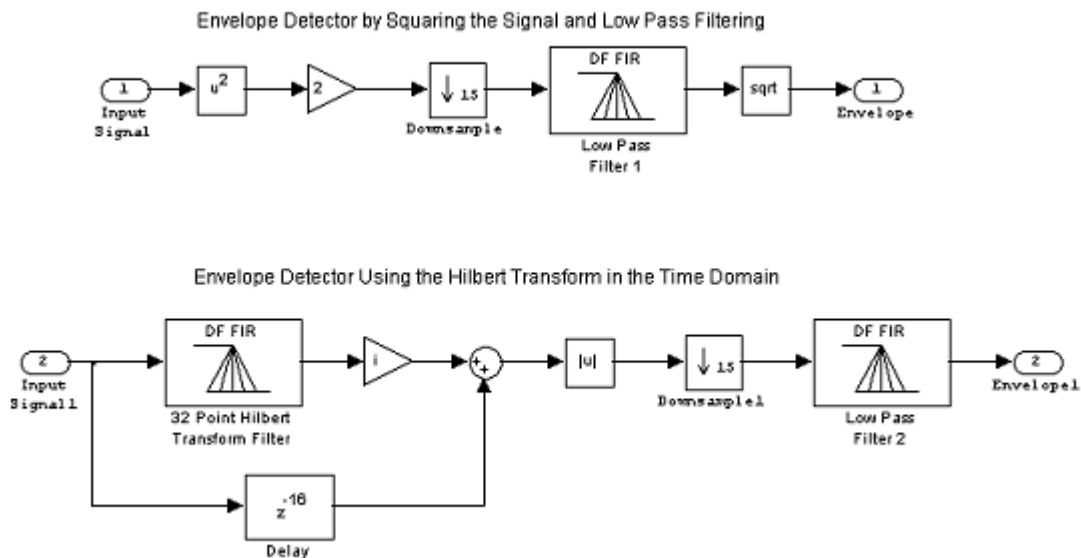 Envelope Detector by Squaring the Signal and Low Pass Filtering
1
Input
Signal
u²
2
↓ 15
Downsample
DF FIR
Low Pass
Filter 1
sqrt
1
Envelope
Envelope Detector Using the Hilbert Transform in the Time Domain
2
Input
Signal1
DF FIR
32 Point Hilbert
Transform Filter
i
+
+
|u|
↓ 15
Downsample1
DF FIR
Low Pass
Filter 2
2
Envelope1
z⁻¹⁶
Delay